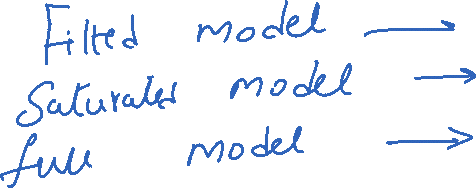 Fitted model →
Saturated model →
full model →